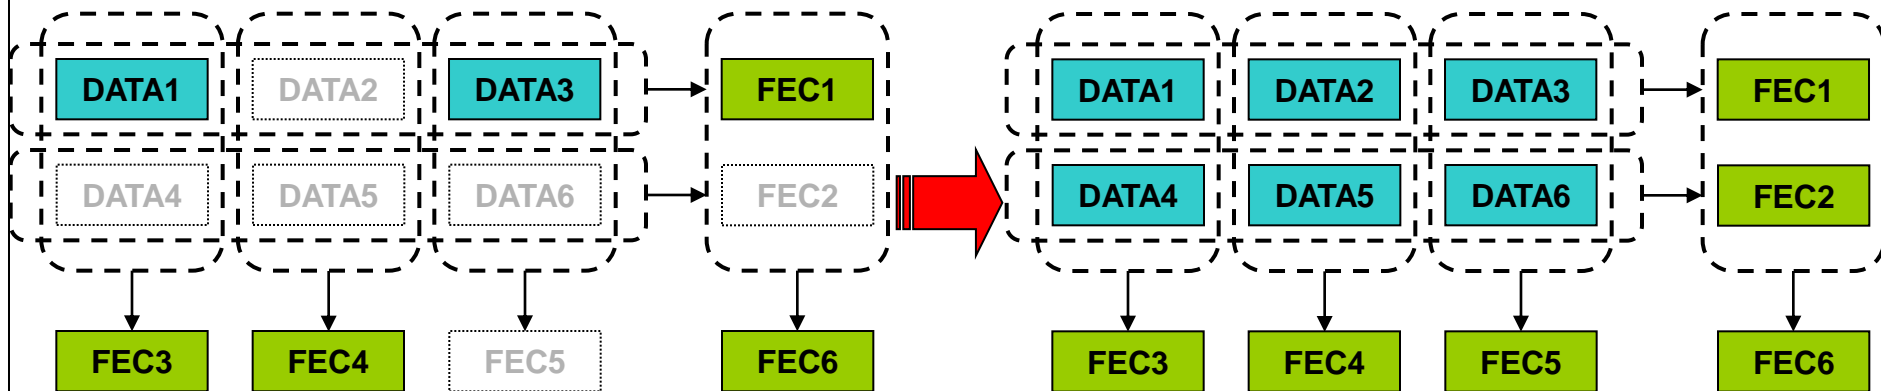 DATA1 DATA2 DATA3 FEC1 DATA1 DATA2 DATA3 FEC1
DATA4 DATA5 DATA6 FEC2 DATA4 DATA5 DATA6 FEC2
FEC3 FEC4 FEC5 FEC6 FEC3 FEC4 FEC5 FEC6